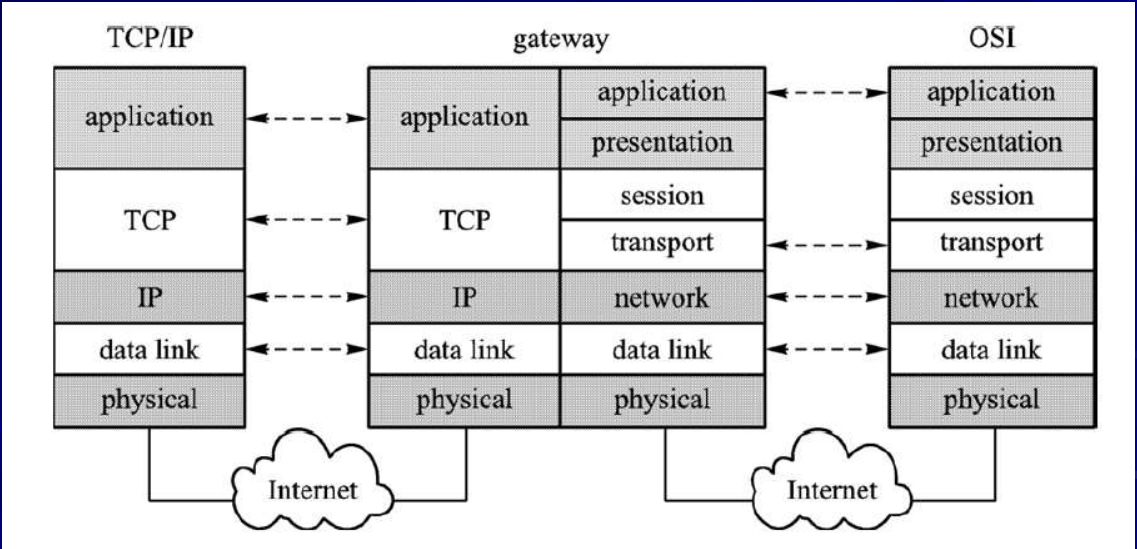 TCP/IP gateway OSI
application application application application
presentation presentation
TCP TCP session session
transport transport
IP IP network network
data link data link data link data link
physical physical physical physical
Internet Internet